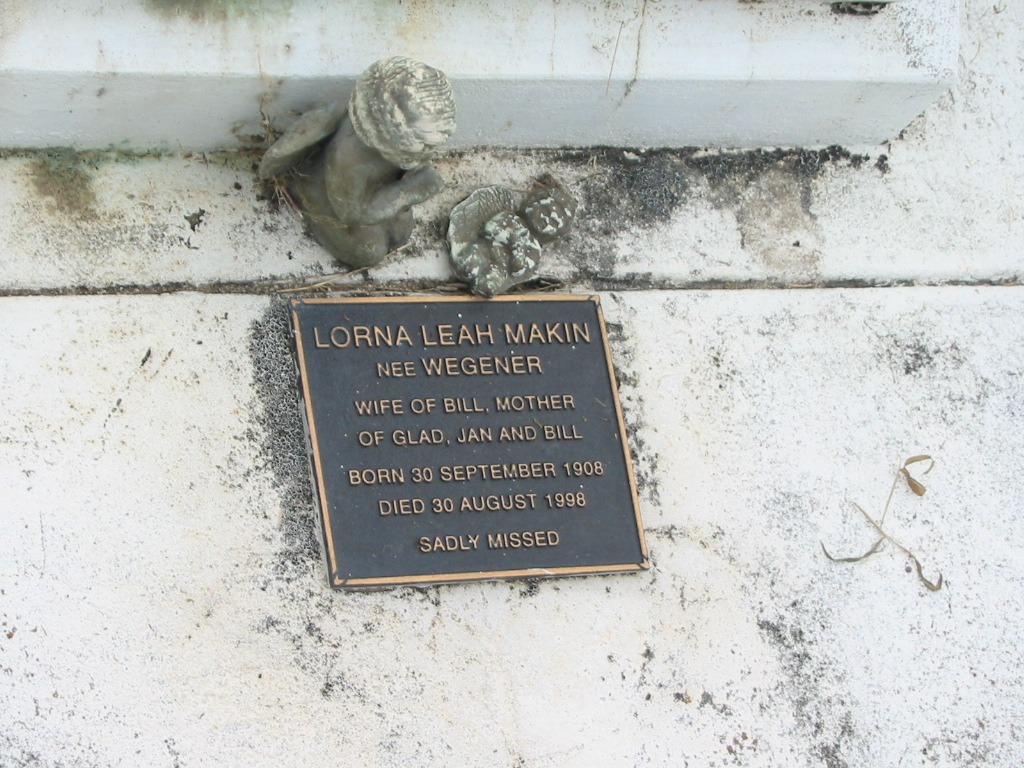 LORNA LEAH MAKIN
NEE WEGENER
WIFE OF BILL, MOTHER
OF GLAD, JAN AND BILL
BORN 30 SEPTEMBER 1908
DIED 30 AUGUST 1998
SADLY MISSED